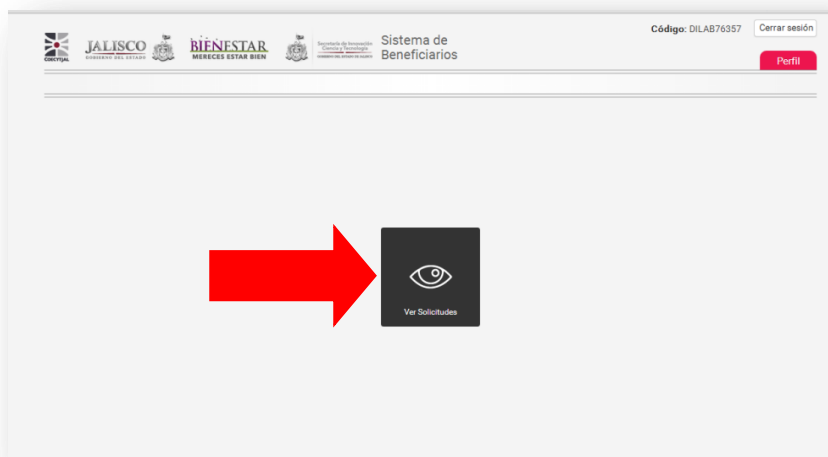 COECYTJAL
JALISCO
GOBIERNO DEL ESTADO
BIENESTAR
MERECES ESTAR BIEN
Secretaría de Innovación
Ciencia y Tecnología
GOBIERNO DEL ESTADO DE JALISCO
Sistema de
Beneficiarios
Código: DILAB76357
Cerrar sesión
Perfil
Ver Solicitudes